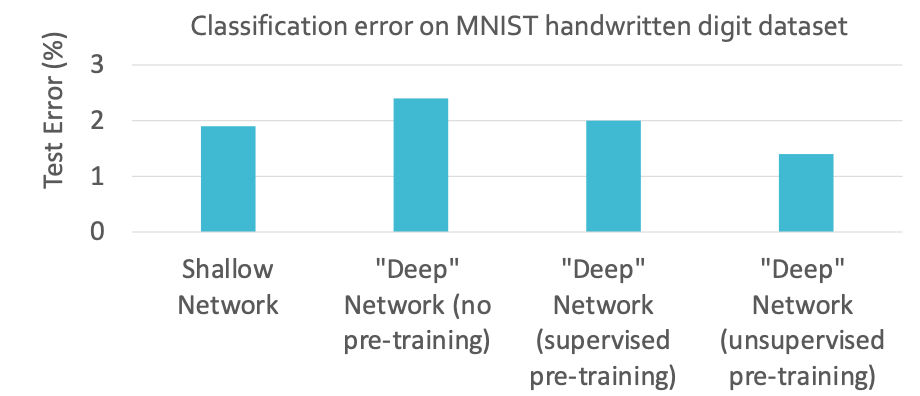 Classification error on MNIST handwritten digit dataset
Test Error (%)
3
2
1
0
Shallow
Network
"Deep"
Network (no
pre-training)
"Deep"
Network
(supervised
pre-training)
"Deep"
Network
(unsupervised
pre-training)